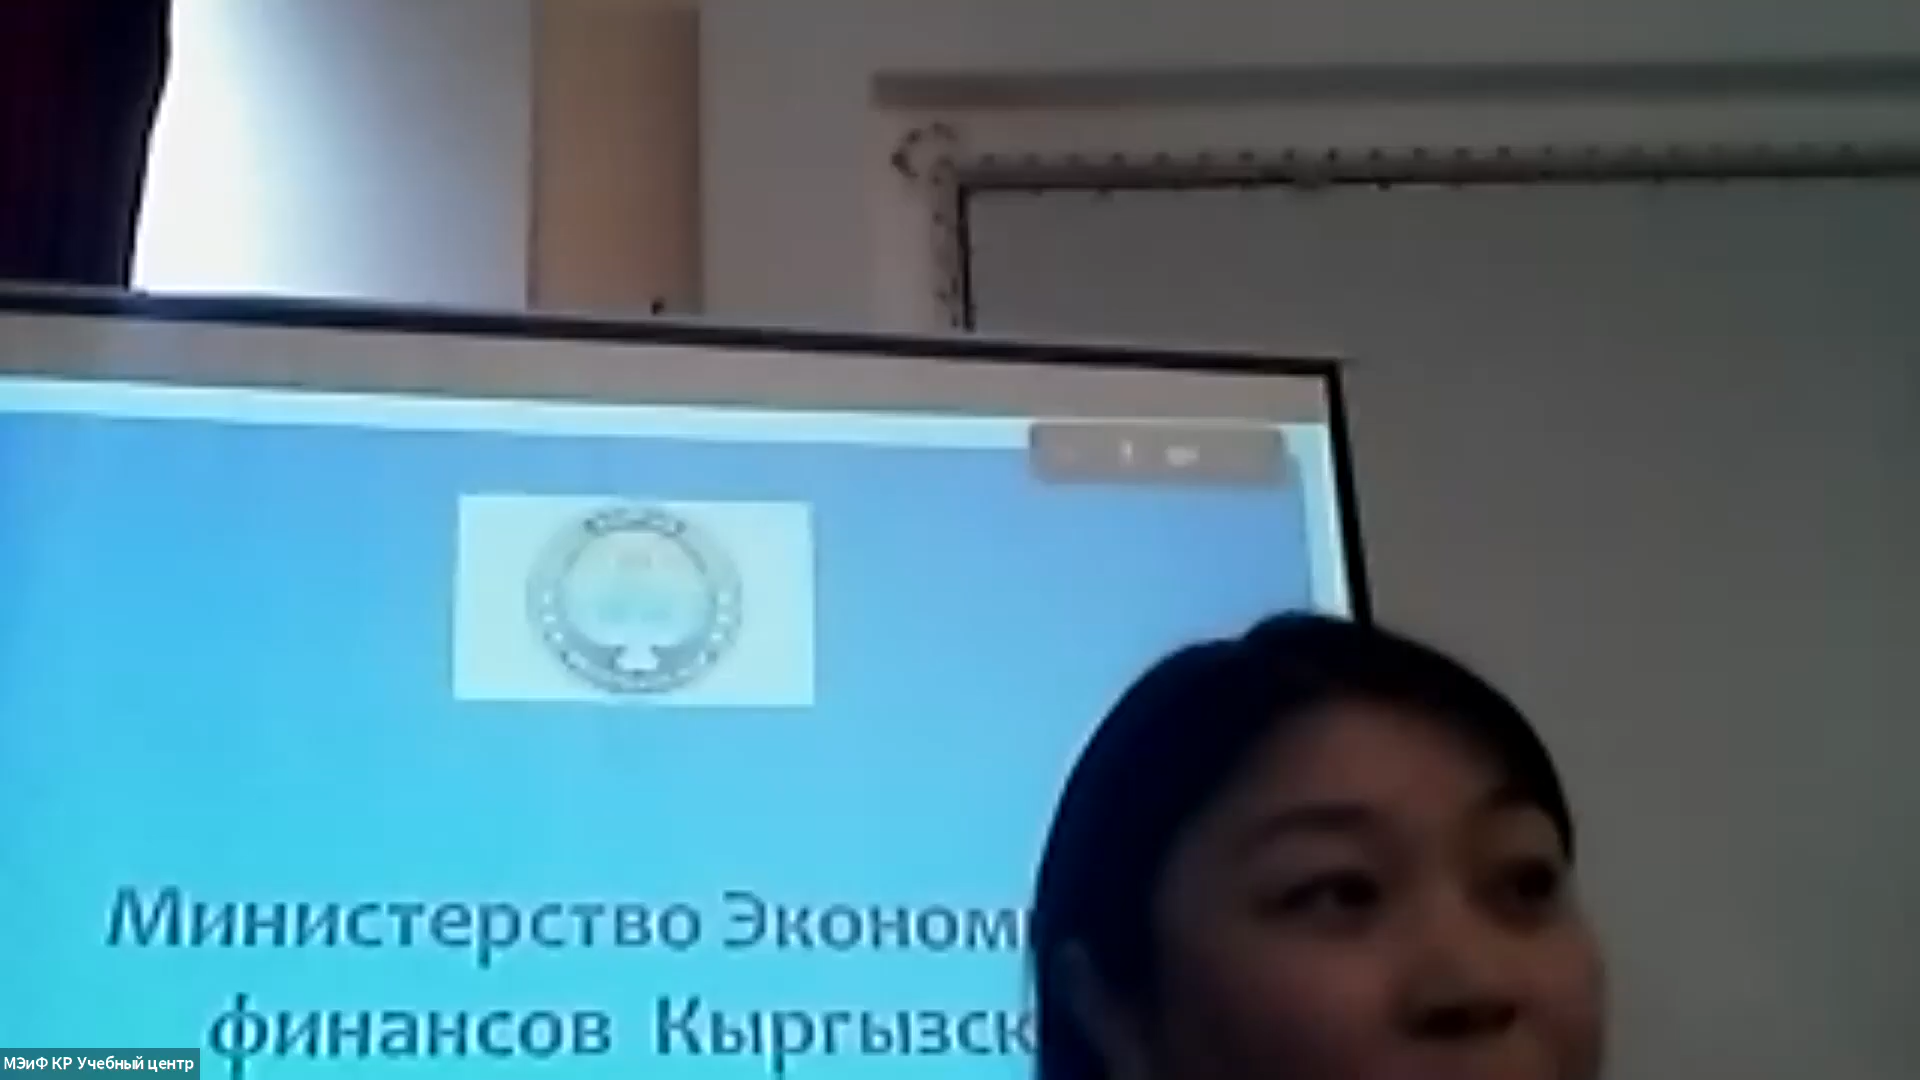 Министерство Эконом
финансов Кыргызск
МЭиФ КР Учебный центр